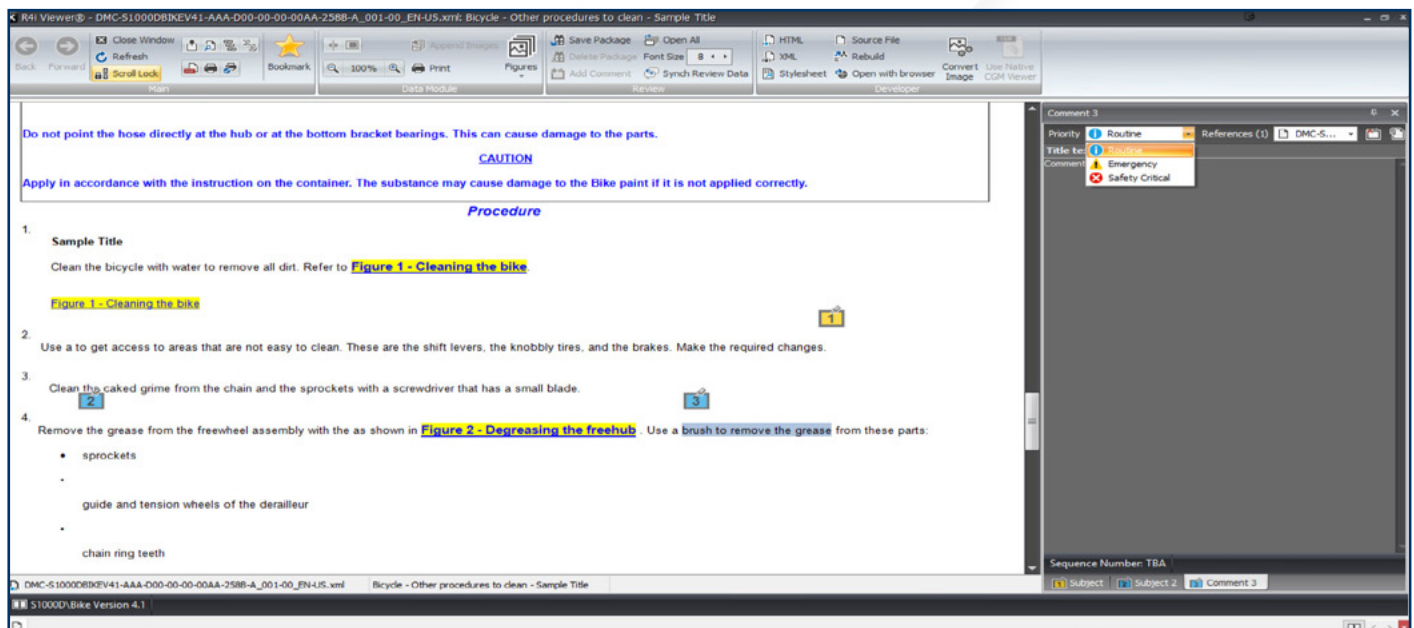 R4i Viewer® - DMC-S1000DBIKEV41-AAA-D00-00-00-00AA-258B-A_001-00_EN-US.xml: Bicycle - Other procedures to clean - Sample Title
Back
Forward
Close Window
Refresh
Scroll Lock
Bookmark
Main
100%
Append Images
Print
Figures
Data Module
Save Package
Open All
Delete Package
Font Size 8
Add Comment
Synch Review Data
Review
HTML
Source File
XML
Rebuild
Stylesheet
Open with browser
Convert Image
Use Native CGM Viewer
Developer
Do not point the hose directly at the hub or at the bottom bracket bearings. This can cause damage to the parts.
CAUTION
Apply in accordance with the instruction on the container. The substance may cause damage to the Bike paint if it is not applied correctly.
Procedure
1.
Sample Title
Clean the bicycle with water to remove all dirt. Refer to Figure 1 - Cleaning the bike.
Figure 1 - Cleaning the bike
1
2.
Use a to get access to areas that are not easy to clean. These are the shift levers, the knobbly tires, and the brakes. Make the required changes.
3.
Clean the caked grime from the chain and the sprockets with a screwdriver that has a small blade.
2
3
4.
Remove the grease from the freewheel assembly with the as shown in Figure 2 - Degreasing the freehub . Use a brush to remove the grease from these parts:
• sprockets
•
guide and tension wheels of the derailleur
•
chain ring teeth
Comment 3
Priority Routine References (1) DMC-S...
Title te
Routine
Comment
Emergency
Safety Critical
Sequence Number: TBA
Subject
Subject 2
Comment 3
DMC-S1000DBIKEV41-AAA-D00-00-00-00AA-258B-A_001-00_EN-US.xml
Bicycle - Other procedures to clean - Sample Title
S1000D\Bike Version 4.1